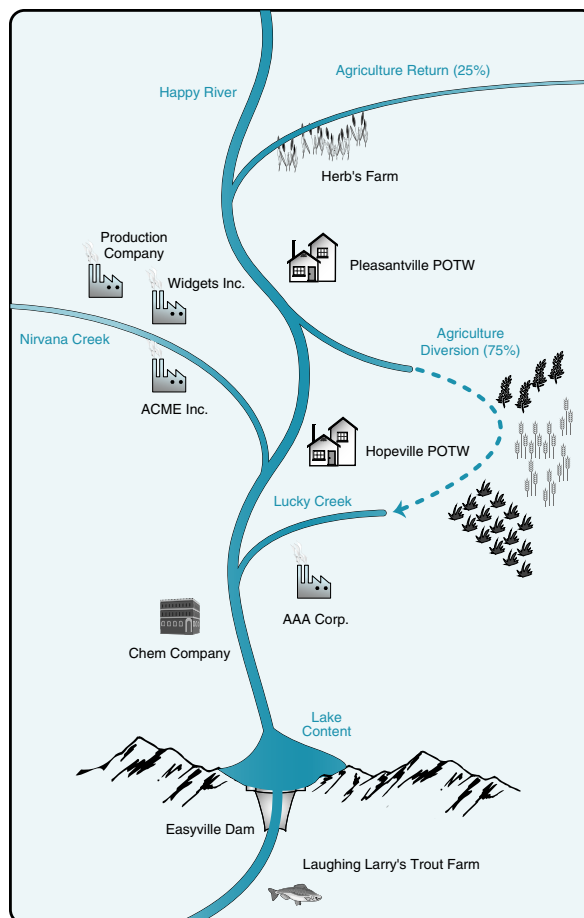 Agriculture Return (25%)
Happy River
Herb's Farm
Production
Company
Widgets Inc.
Pleasantville POTW
Nirvana Creek
Agriculture
Diversion (75%)
ACME Inc.
Hopeville POTW
Lucky Creek
AAA Corp.
Chem Company
Lake
Content
Easyville Dam
Laughing Larry's Trout Farm